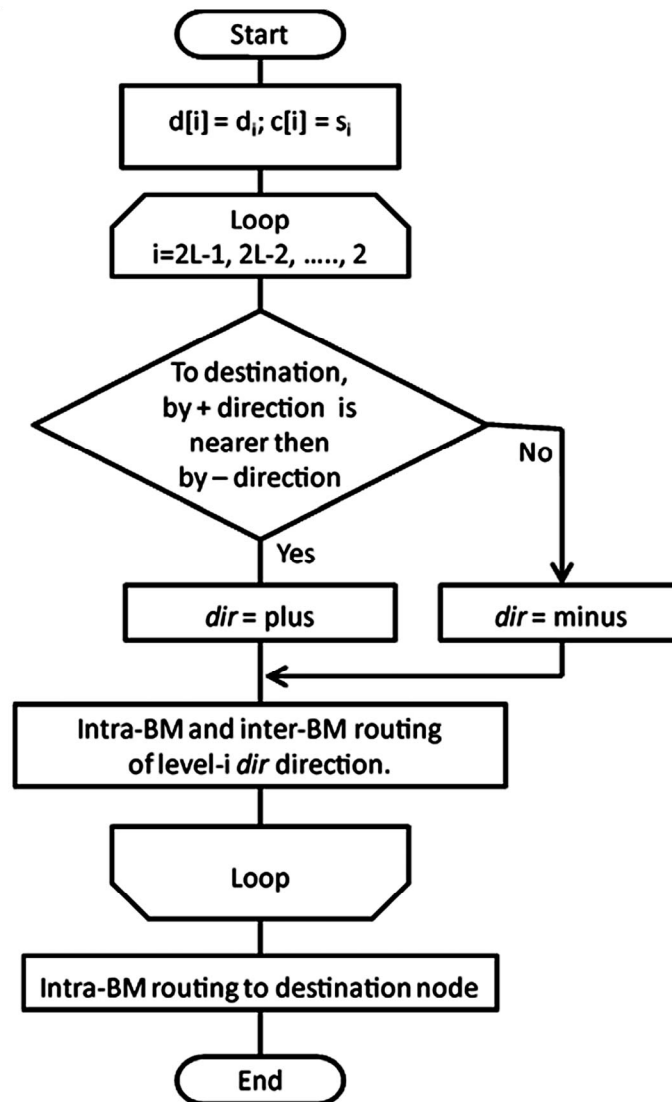 Start
d[i] = dᵢ; c[i] = sᵢ
Loop
i=2L-1, 2L-2, ....., 2
To destination,
by + direction is
nearer then
by – direction
No
Yes
dir = plus
dir = minus
Intra-BM and inter-BM routing
of level-i dir direction.
Loop
Intra-BM routing to destination node
End